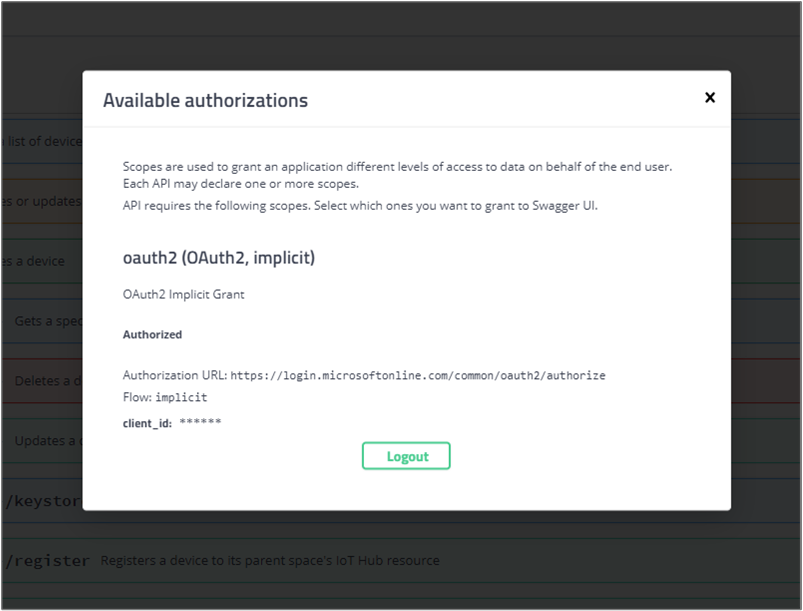 Available authorizations
x
Scopes are used to grant an application different levels of access to data on behalf of the end user.
Each API may declare one or more scopes.
API requires the following scopes. Select which ones you want to grant to Swagger UI.
list of device
oauth2 (OAuth2, implicit)
es or updates
es a device
OAuth2 Implicit Grant
Gets a spec
Authorized
Deletes a d
Authorization URL: https://login.microsoftonline.com/common/oauth2/authorize
Flow: implicit
client_id: ******
Updates a
Logout
/keystor
/register Registers a device to its parent space's IoT Hub resource